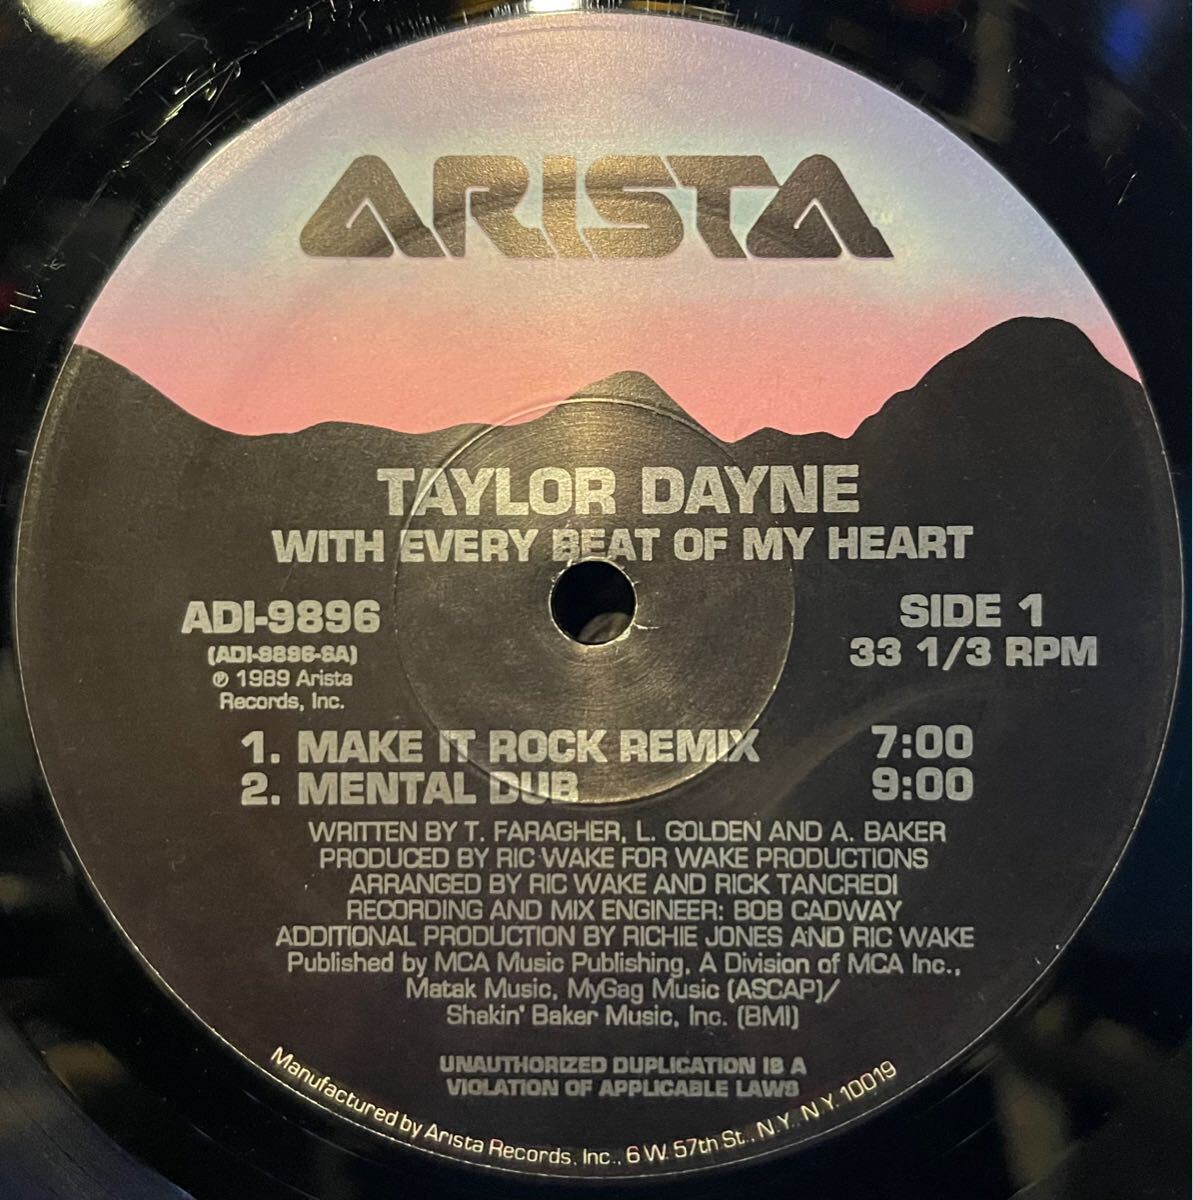 ARISTA
TAYLOR DAYNE
WITH EVERY BEAT OF MY HEART
ADI-9896
(ADI-9896-SA)
℗ 1989 Arista
Records, Inc.
SIDE 1
33 1/3 RPM
1. MAKE IT ROCK REMIX 7:00
2. MENTAL DUB 9:00
WRITTEN BY T. FARAGHER, L. GOLDEN AND A. BAKER
PRODUCED BY RIC WAKE FOR WAKE PRODUCTIONS
ARRANGED BY RIC WAKE AND RICK TANCREDI
RECORDING AND MIX ENGINEER: BOB CADWAY
ADDITIONAL PRODUCTION BY RICHIE JONES AND RIC WAKE
Published by MCA Music Publishing, A Division of MCA Inc.,
Matak Music, MyGag Music (ASCAP)/
Shakin' Baker Music, Inc. (BMI)
UNAUTHORIZED DUPLICATION IS A
VIOLATION OF APPLICABLE LAWS
Manufactured by Arista Records, Inc., 6 W. 57th St., N.Y. N.Y. 10019